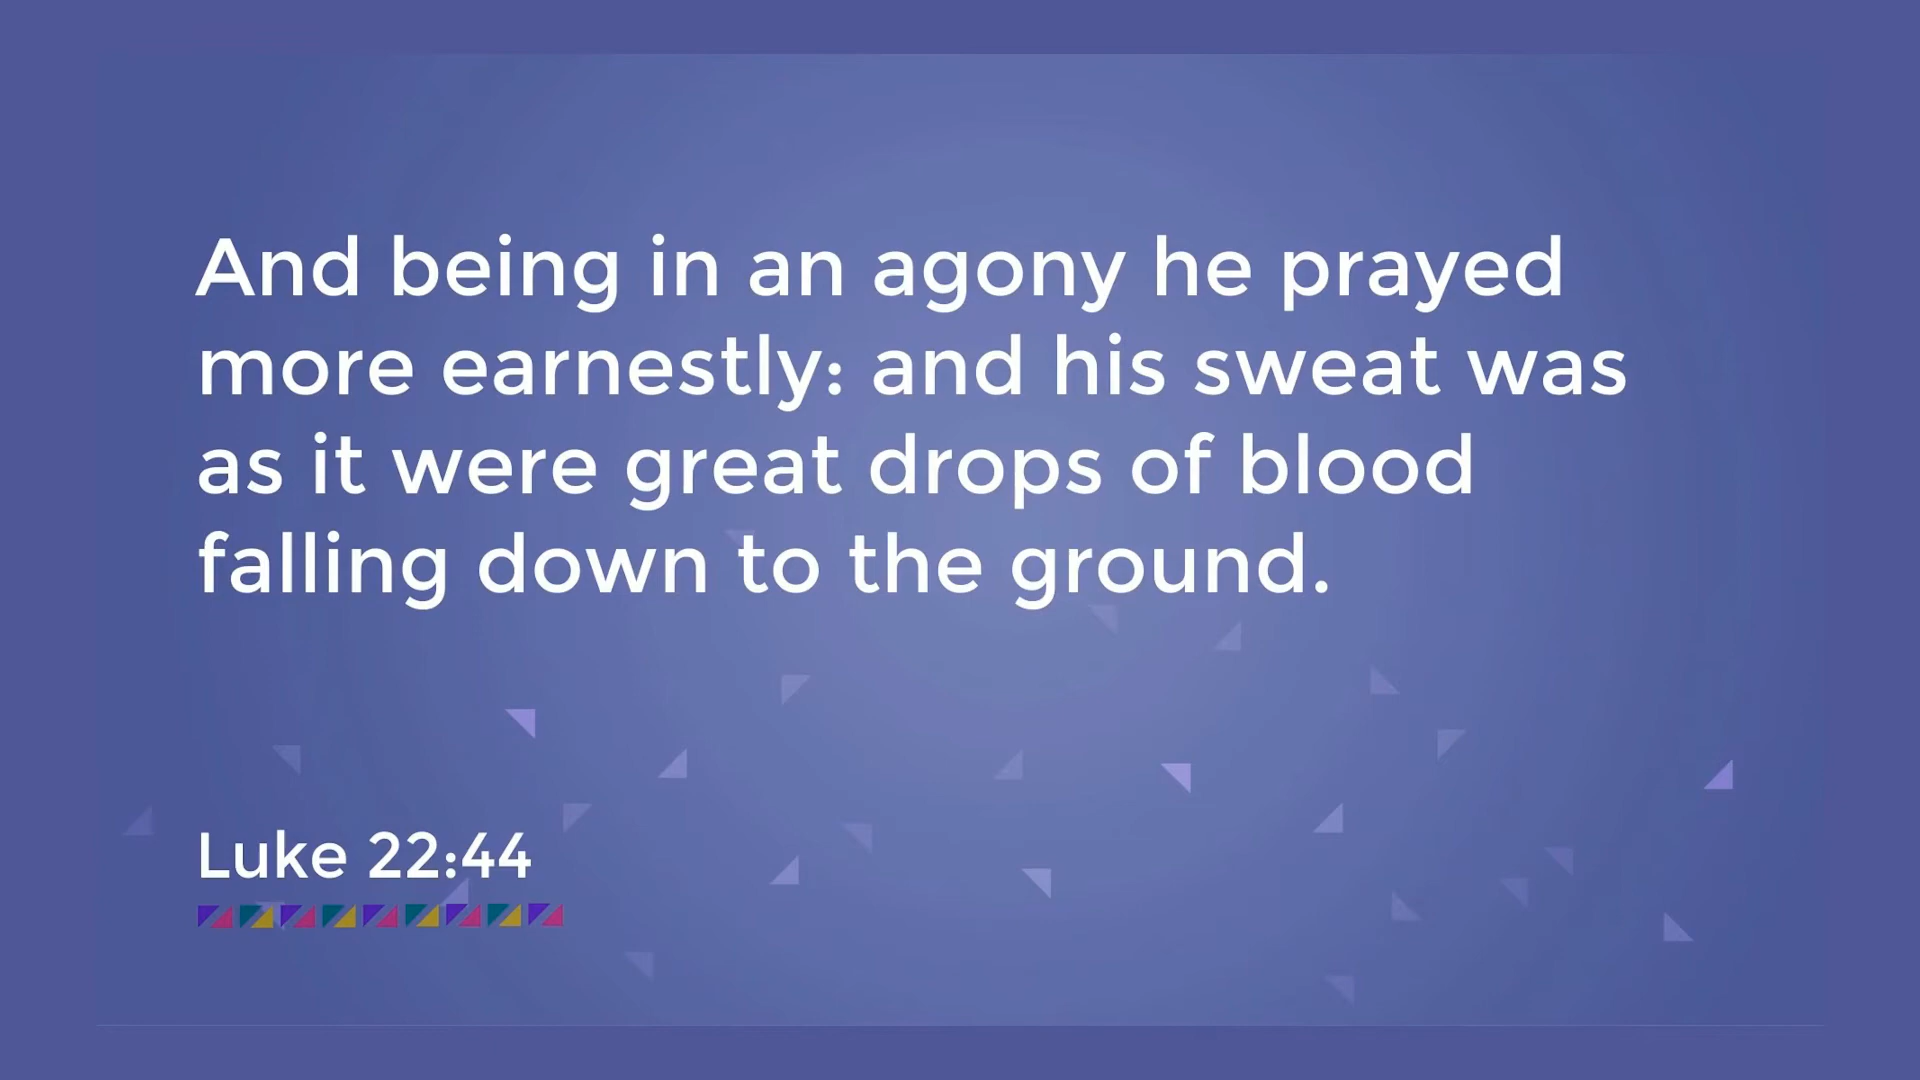 And being in an agony he prayed
more earnestly: and his sweat was
as it were great drops of blood
falling down to the ground.
Luke 22:44